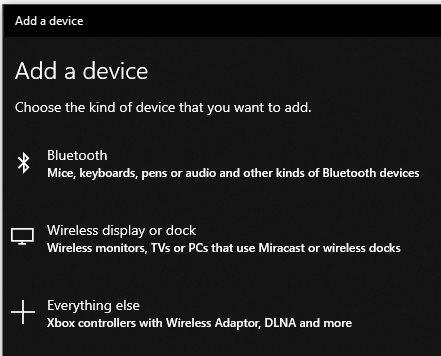 Add a device
Add a device
Choose the kind of device that you want to add.
Bluetooth
Mice, keyboards, pens or audio and other kinds of Bluetooth devices
Wireless display or dock
Wireless monitors, TVs or PCs that use Miracast or wireless docks
Everything else
Xbox controllers with Wireless Adaptor, DLNA and more